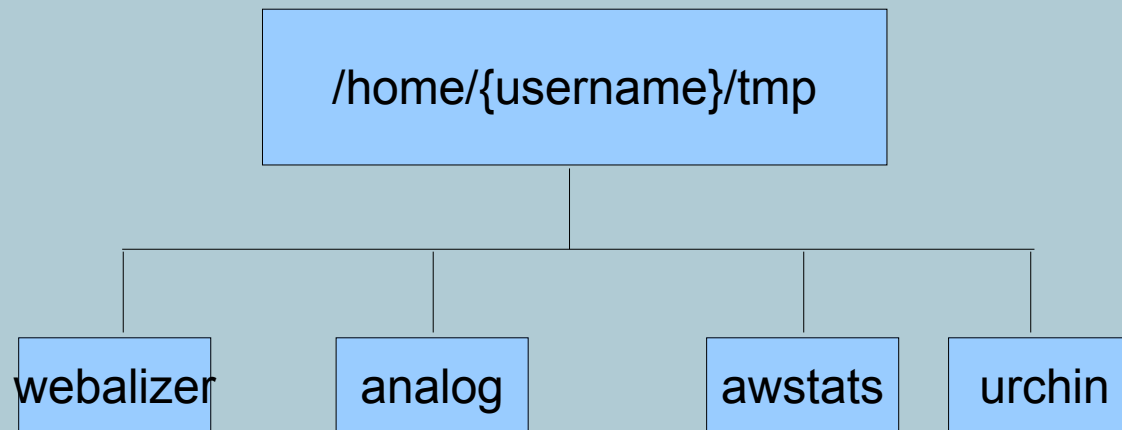 /home/{username}/tmp
webalizer
analog
awstats
urchin